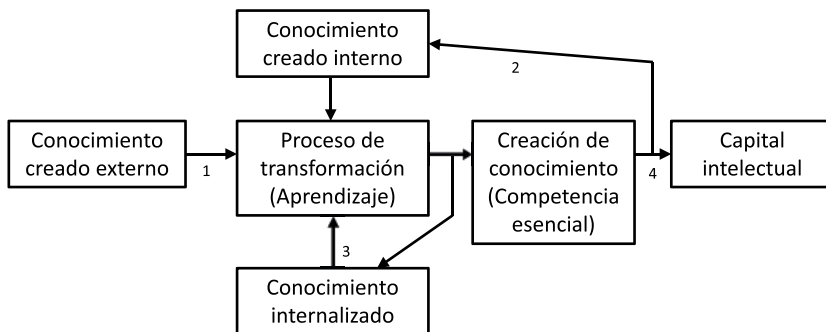 Conocimiento
creado interno
2
Conocimiento
creado externo
1
Proceso de
transformación
(Aprendizaje)
Creación de
conocimiento
(Competencia
esencial)
4
Capital
intelectual
3
Conocimiento
internalizado